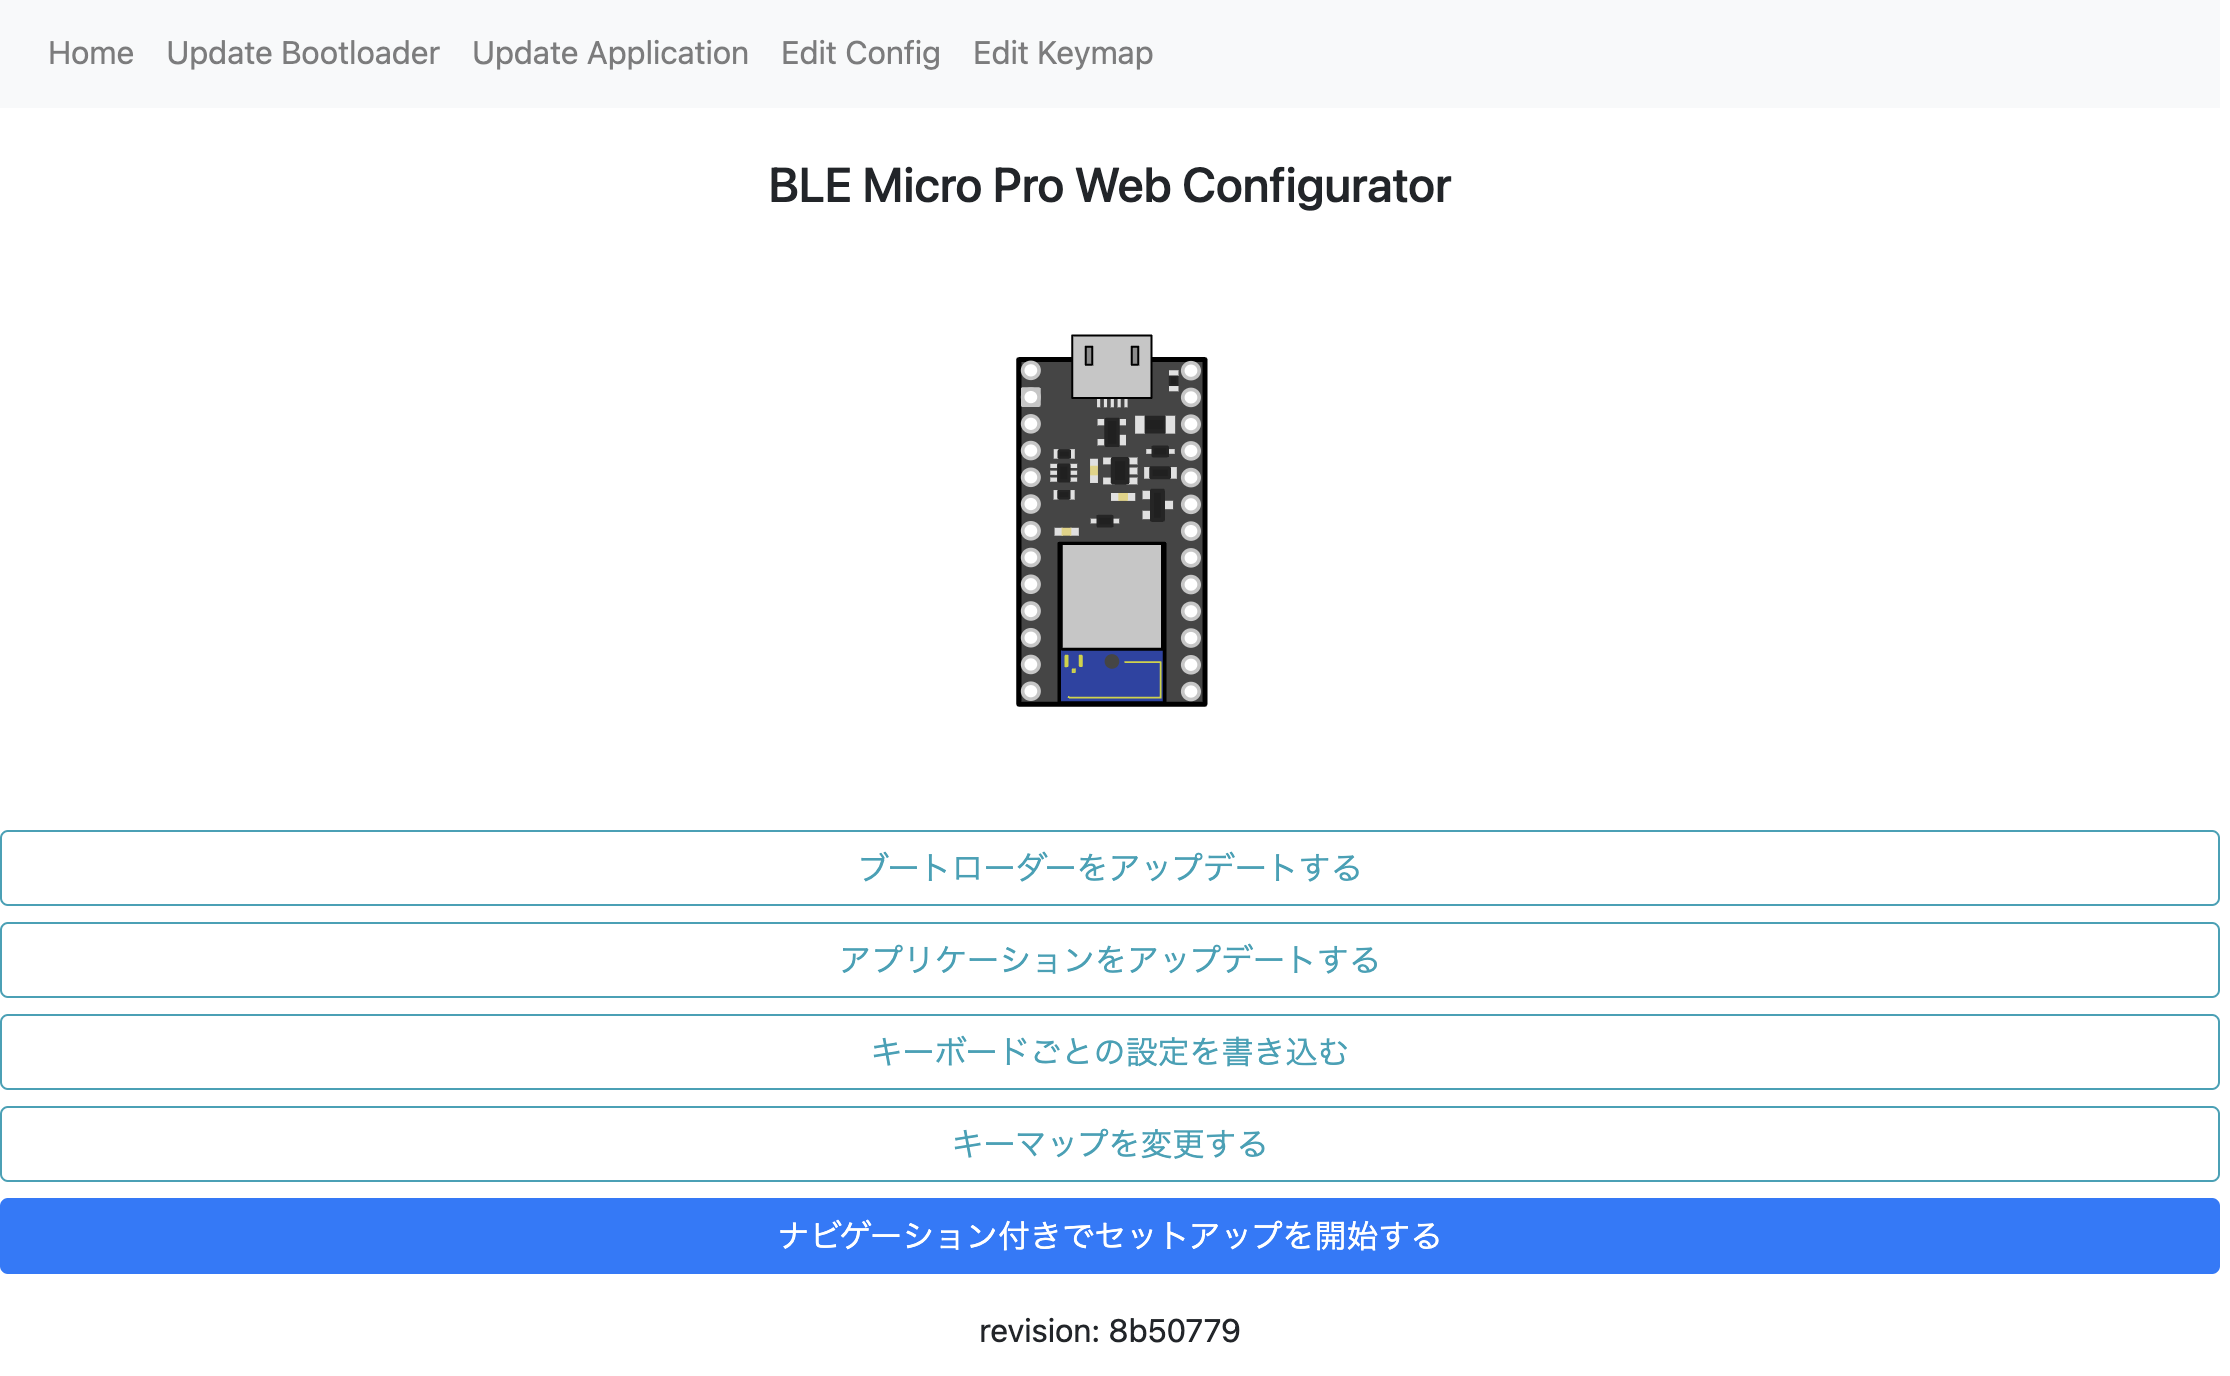 Home Update Bootloader Update Application Edit Config Edit Keymap
BLE Micro Pro Web Configurator
ブートローダーをアップデートする
アプリケーションをアップデートする
キーボードごとの設定を書き込む
キーマップを変更する
ナビゲーション付きでセットアップを開始する
revision: 8b50779